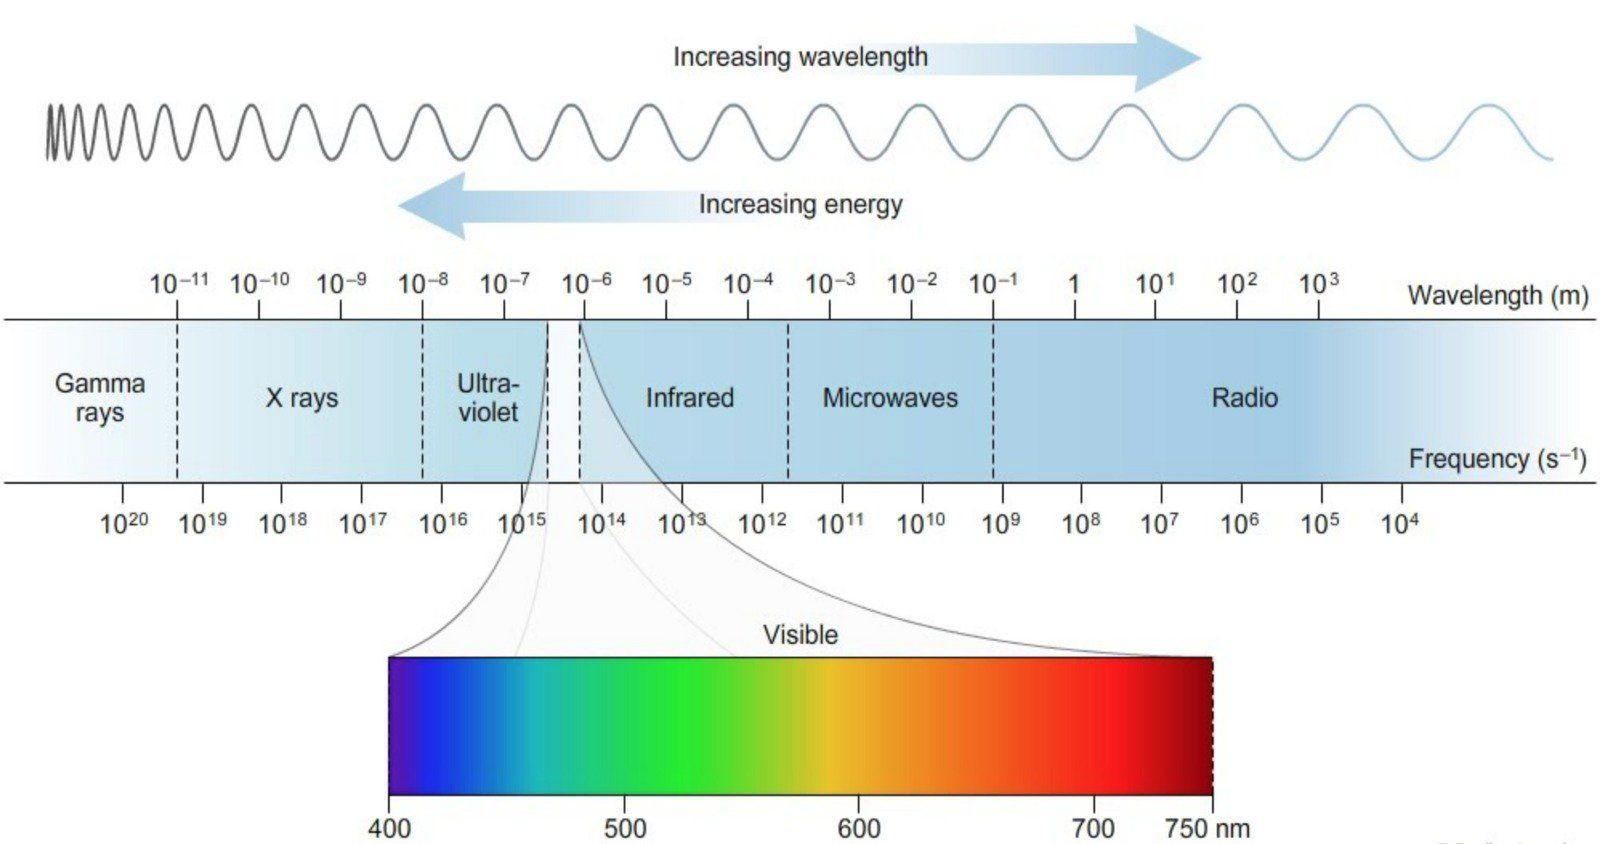 Increasing wavelength
Increasing energy
10⁻¹¹ 10⁻¹⁰ 10⁻⁹ 10⁻⁸ 10⁻⁷ 10⁻⁶ 10⁻⁵ 10⁻⁴ 10⁻³ 10⁻² 10⁻¹ 1 10¹ 10² 10³ Wavelength (m)
Gamma
rays
X rays
Ultra-
violet
Infrared
Microwaves
Radio
Frequency (s⁻¹)
10²⁰ 10¹⁹ 10¹⁸ 10¹⁷ 10¹⁶ 10¹⁵ 10¹⁴ 10¹³ 10¹² 10¹¹ 10¹⁰ 10⁹ 10⁸ 10⁷ 10⁶ 10⁵ 10⁴
Visible
400 500 600 700 750 nm